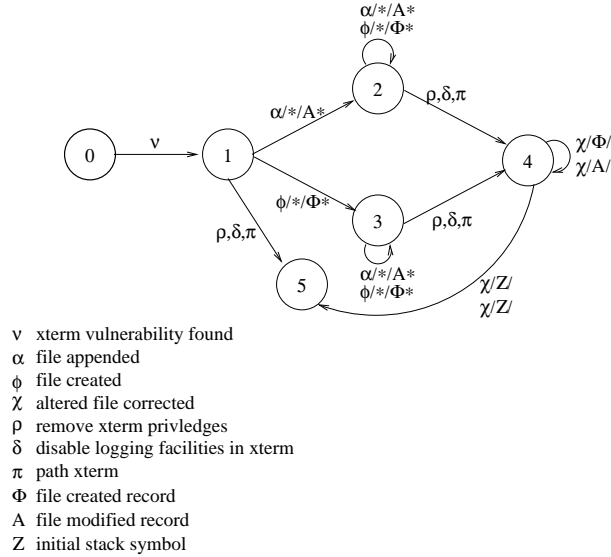 α/*/A*
ϕ/*/Φ*
2
α/*/A*
ρ,δ,π
0
ν
1
4
χ/Φ/
χ/A/
ϕ/*/Φ*
3
ρ,δ,π
ρ,δ,π
α/*/A*
ϕ/*/Φ*
5
χ/Z/
χ/Z/
ν xterm vulnerability found
α file appended
ϕ file created
χ altered file corrected
ρ remove xterm privledges
δ disable logging facilities in xterm
π path xterm
Φ file created record
A file modified record
Z initial stack symbol